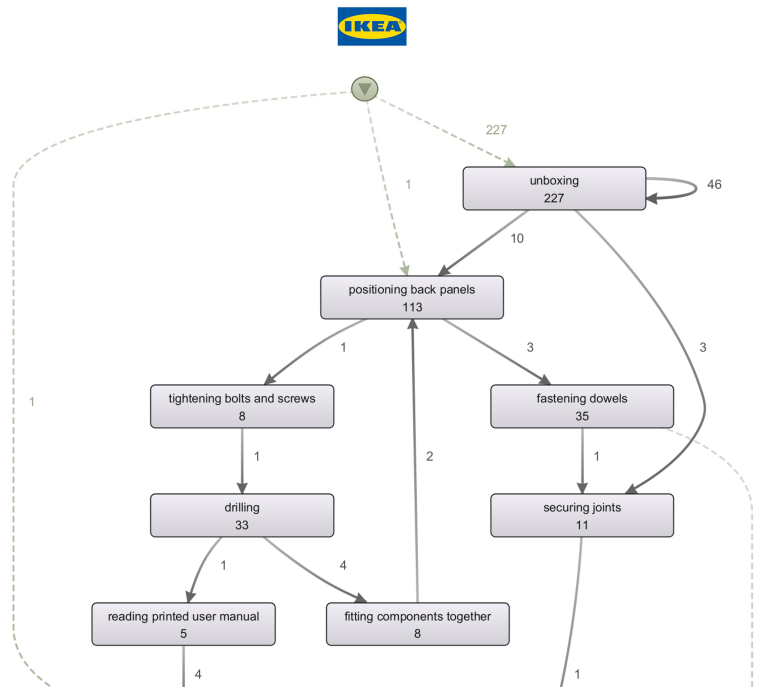 IKEA
227
unboxing
227
46
1
10
positioning back panels
113
1
3
3
tightening bolts and screws
8
fastening dowels
35
1
1
2
1
drilling
33
securing joints
11
1
4
reading printed user manual
5
fitting components together
8
4
1